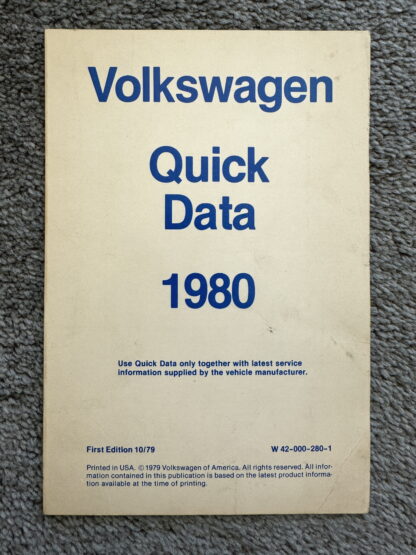 Volkswagen
Quick
Data
1980
Use Quick Data only together with latest service
information supplied by the vehicle manufacturer.
First Edition 10/79 W 42-000-280-1
Printed in USA. © 1979 Volkswagen of America. All rights reserved. All infor-
mation contained in this publication is based on the latest product informa-
tion available at the time of printing.